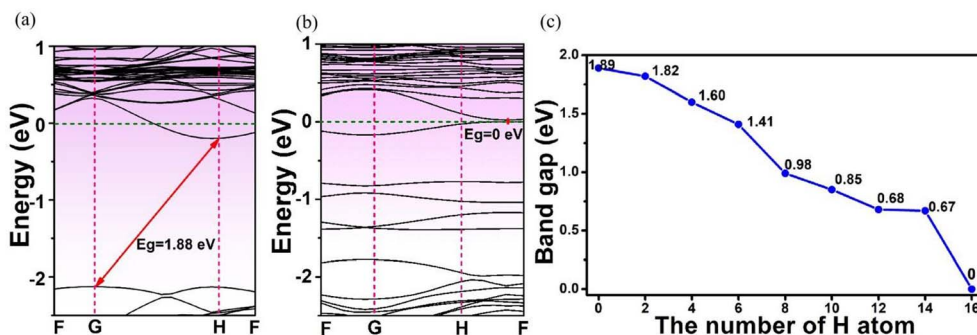 (a)
Energy (eV)
1
0
-1
-2
Eg=1.88 eV
F G H F
(b)
Energy (eV)
1
0
-1
-2
Eg=0 eV
F G H F
(c)
Band gap (eV)
2.0
1.5
1.0
0.5
0.0
1.89
1.82
1.60
1.41
0.98
0.85
0.68
0.67
0
0 2 4 6 8 10 12 14 16
The number of H atom